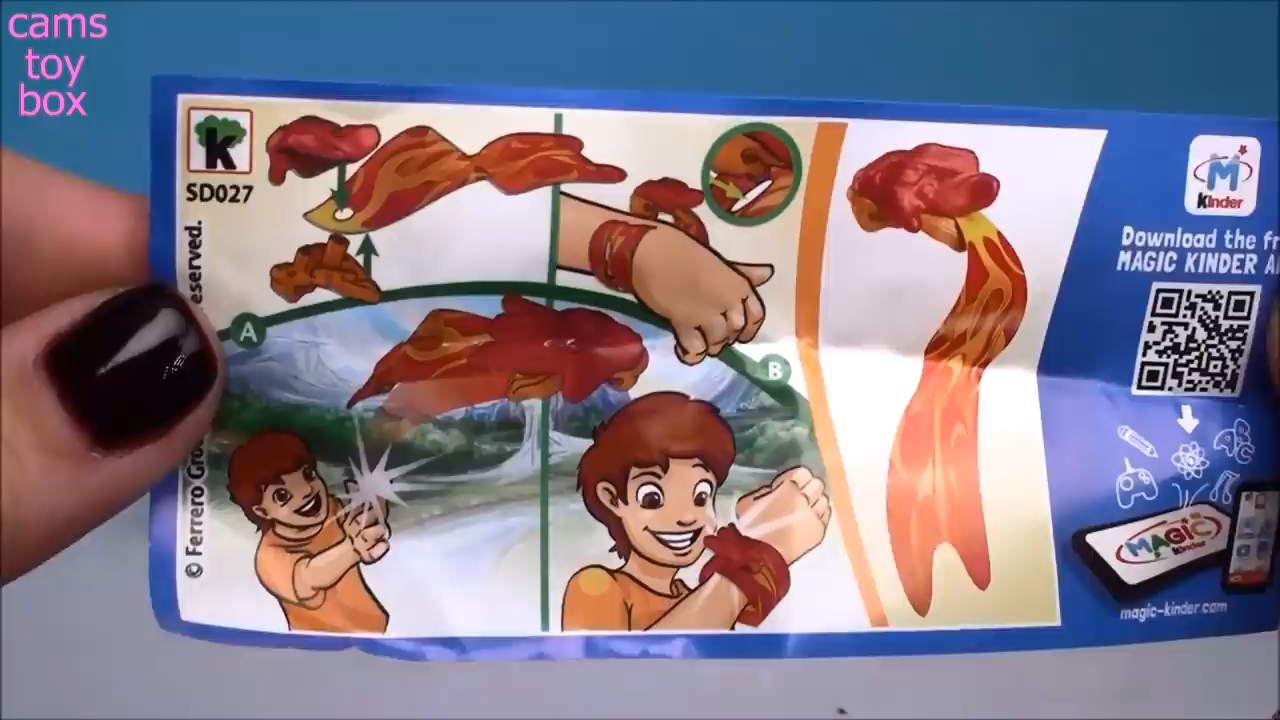 cams
toy
box
K
SD027
© Ferrero Gro
eserved.
A
B
M
Kinder
Download the fr
MAGIC KINDER A
MAGIC
Kinder
magic-kinder.com